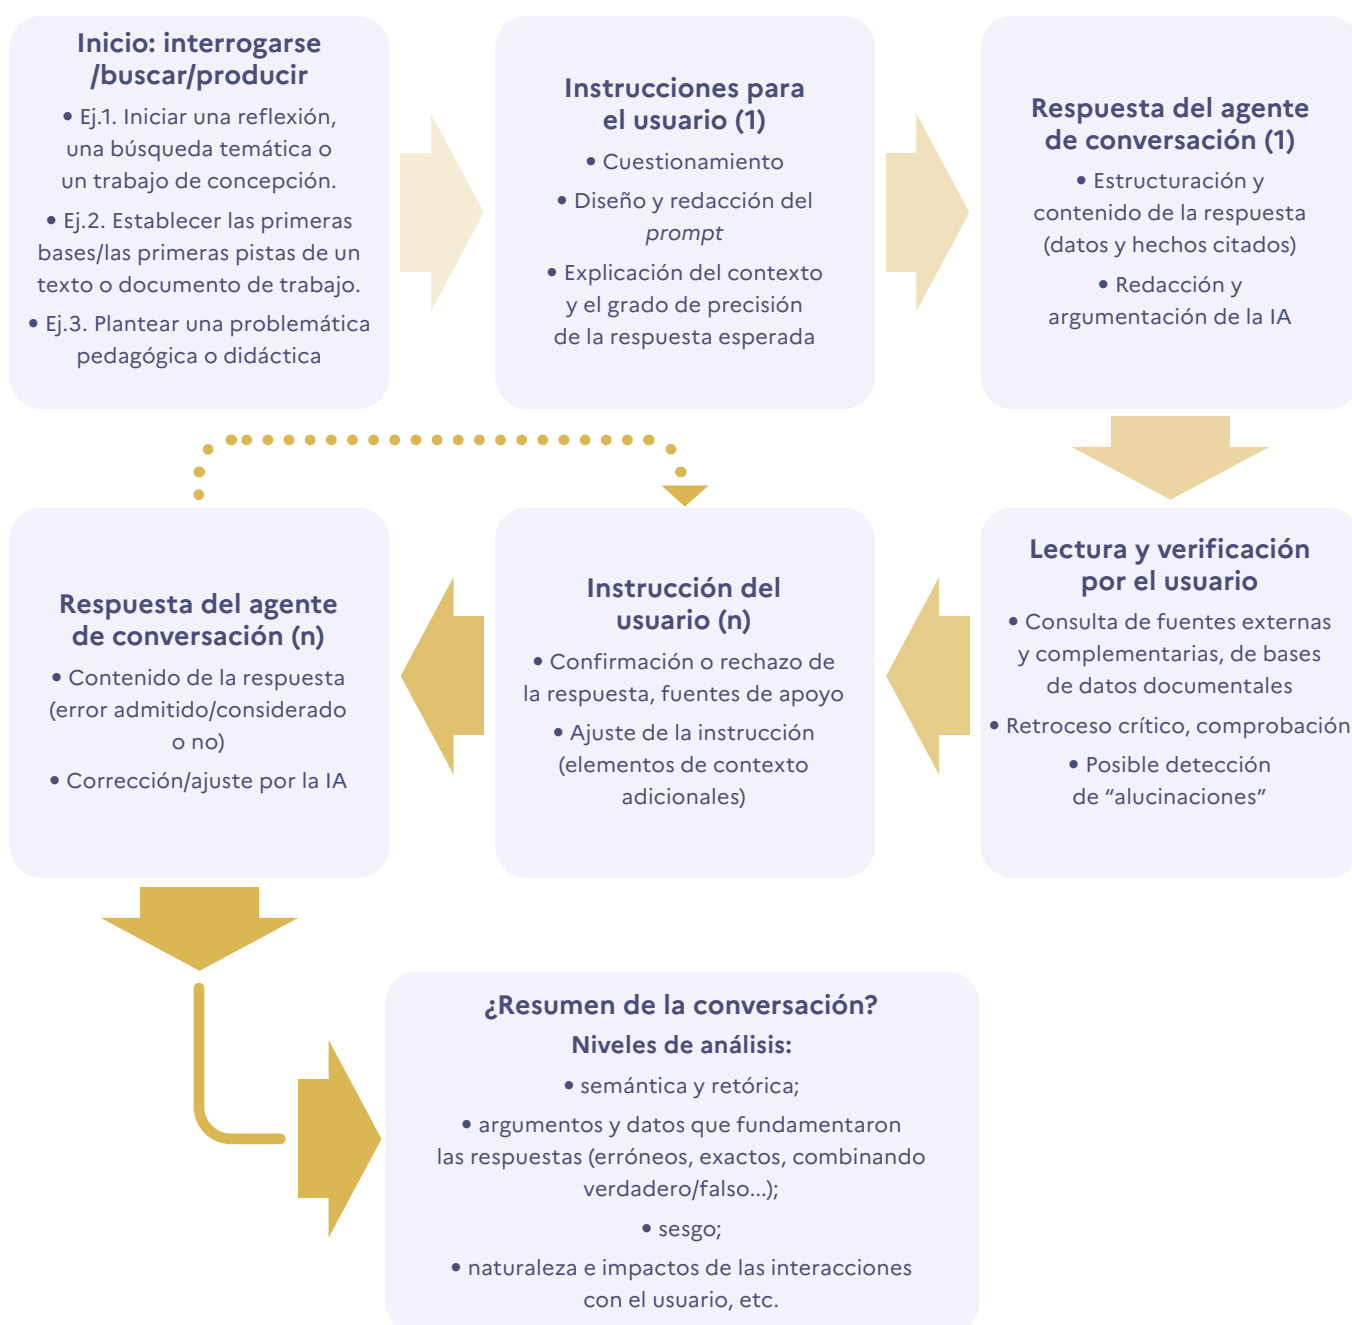 Inicio: interrogarse
/buscar/producir
• Ej.1. Iniciar una reflexión,
una búsqueda temática o
un trabajo de concepción.
• Ej.2. Establecer las primeras
bases/las primeras pistas de un
texto o documento de trabajo.
• Ej.3. Plantear una problemática
pedagógica o didáctica
Instrucciones para
el usuario (1)
• Cuestionamiento
• Diseño y redacción del
prompt
• Explicación del contexto
y el grado de precisión
de la respuesta esperada
Respuesta del agente
de conversación (1)
• Estructuración y
contenido de la respuesta
(datos y hechos citados)
• Redacción y
argumentación de la IA
Lectura y verificación
por el usuario
• Consulta de fuentes externas
y complementarias, de bases
de datos documentales
• Retroceso crítico, comprobación
• Posible detección
de “alucinaciones”
Instrucción del
usuario (n)
• Confirmación o rechazo de
la respuesta, fuentes de apoyo
• Ajuste de la instrucción
(elementos de contexto
adicionales)
Respuesta del agente
de conversación (n)
• Contenido de la respuesta
(error admitido/considerado
o no)
• Corrección/ajuste por la IA
¿Resumen de la conversación?
Niveles de análisis:
• semántica y retórica;
• argumentos y datos que fundamentaron
las respuestas (erróneos, exactos, combinando
verdadero/falso...);
• sesgo;
• naturaleza e impactos de las interacciones
con el usuario, etc.